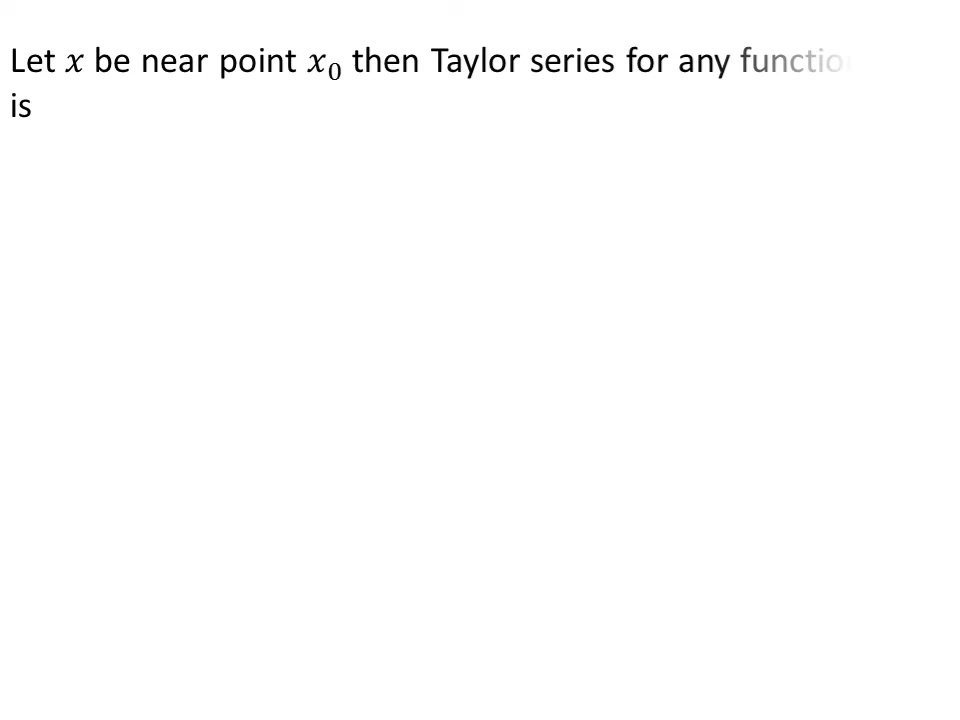 Let 𝑥 be near point 𝑥₀ then Taylor series for any
is